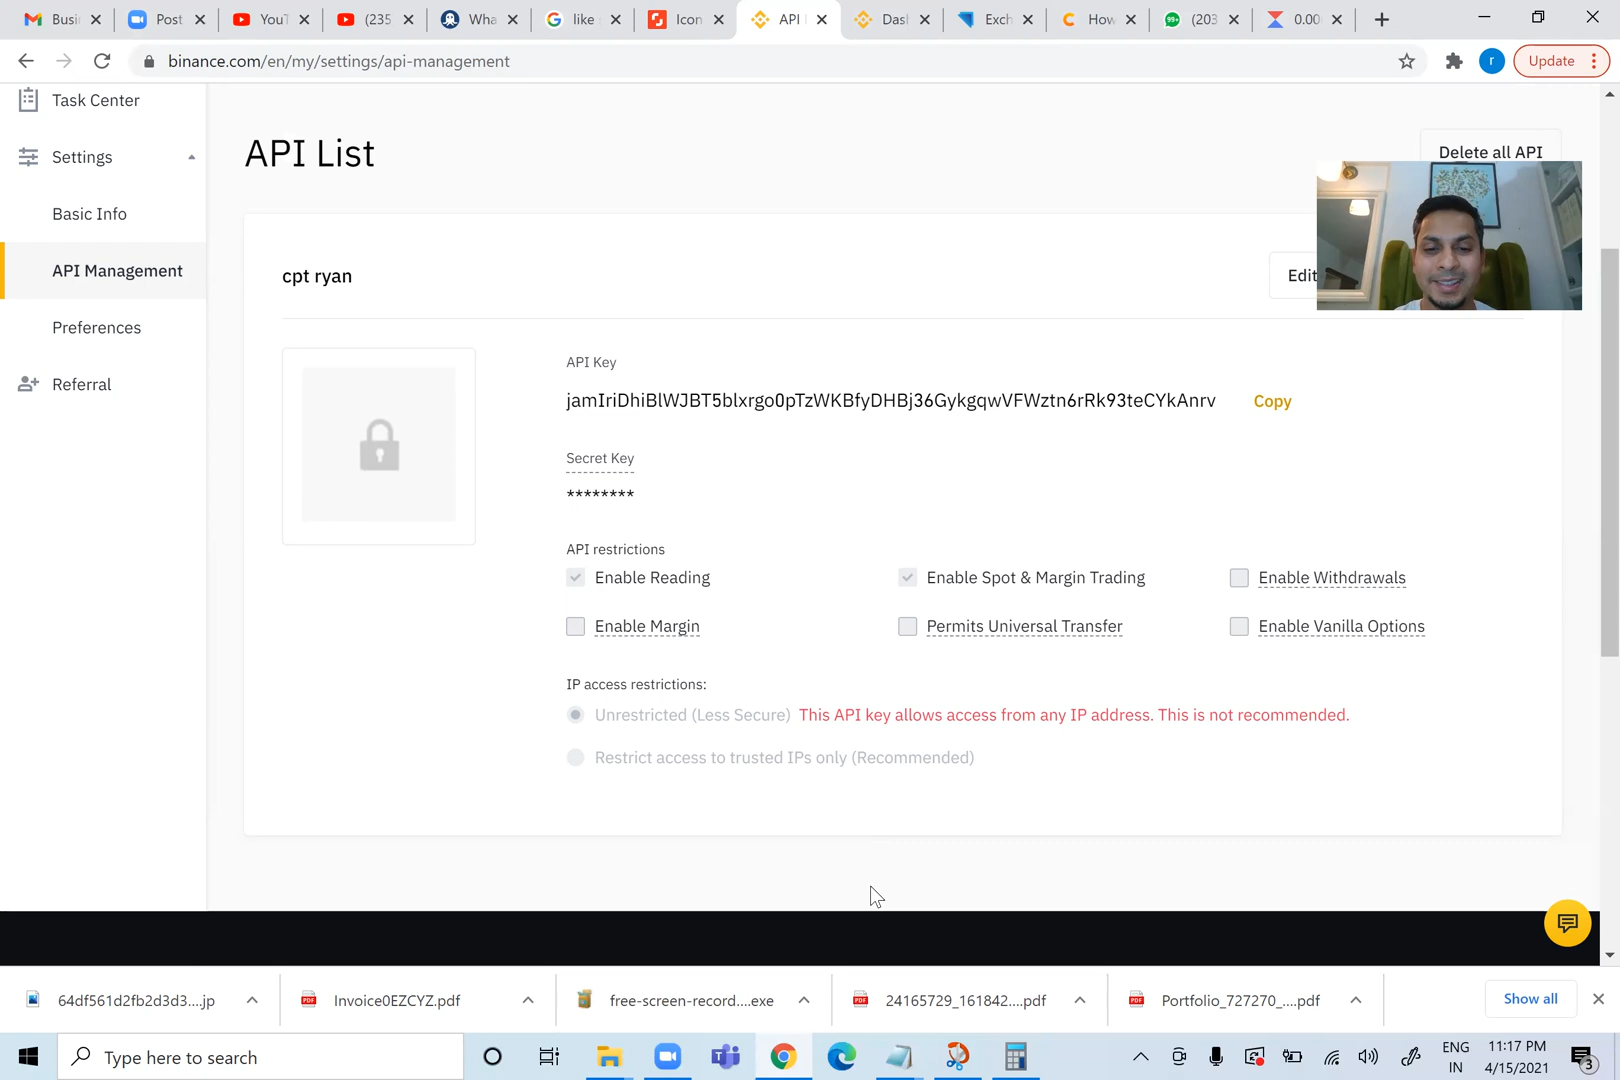 Busi
Post
YouT
(235
Wha
like
Icon
API
Dasl
Exch
How
99+
(203
0.00
binance.com/en/my/settings/api-management
r
Update
Task Center
Settings
Basic Info
API Management
Preferences
Referral
API List
Delete all API
cpt ryan
Edit
API Key
jamIriDhiBlWJBT5blxrgo0pTzWKBfyDHBj36GykgqwVFWztn6rRk93teCYkAnrv
Copy
Secret Key
********
API restrictions
Enable Reading
Enable Spot & Margin Trading
Enable Withdrawals
Enable Margin
Permits Universal Transfer
Enable Vanilla Options
IP access restrictions:
Unrestricted (Less Secure) This API key allows access from any IP address. This is not recommended.
Restrict access to trusted IPs only (Recommended)
64df561d2fb2d3d3....jp
Invoice0EZCYZ.pdf
free-screen-record....exe
24165729_161842....pdf
Portfolio_727270_....pdf
Show all
Type here to search
ENG
IN
11:17 PM
4/15/2021
3